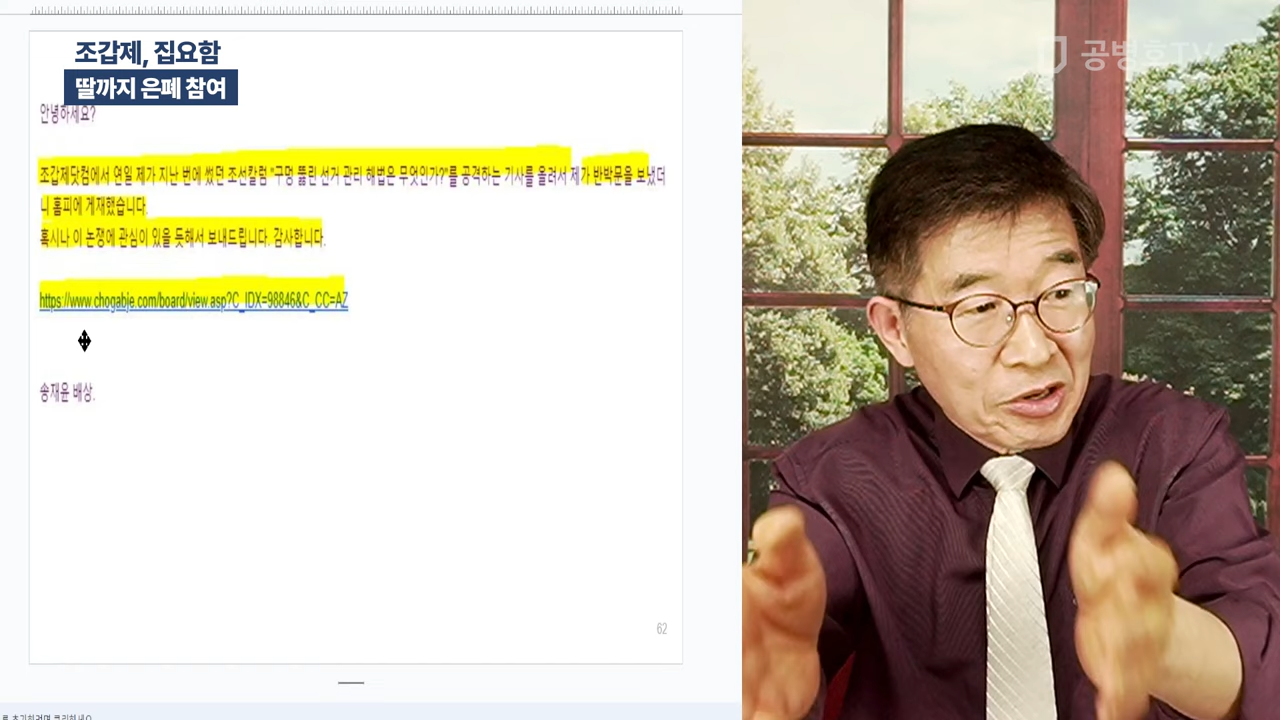 조갑제, 집요함
딸까지 은폐 참여
공병호TV
안녕하세요?
조갑제닷컴에서 연일 제가 지난 번에 썼던 조선칼럼 "구멍 뚫린 선거 관리 해법은 무엇인가?"를 공격하는 기사를 올려서 제가 반박문을 보냈더
니 홈피에 게재했습니다.
혹시나 이 논쟁에 관심이 있을 듯해서 보내드립니다. 감사합니다.
https://www.chogabje.com/board/view.asp?C_IDX=98846&C_CC=AZ
송재윤 배상.
62